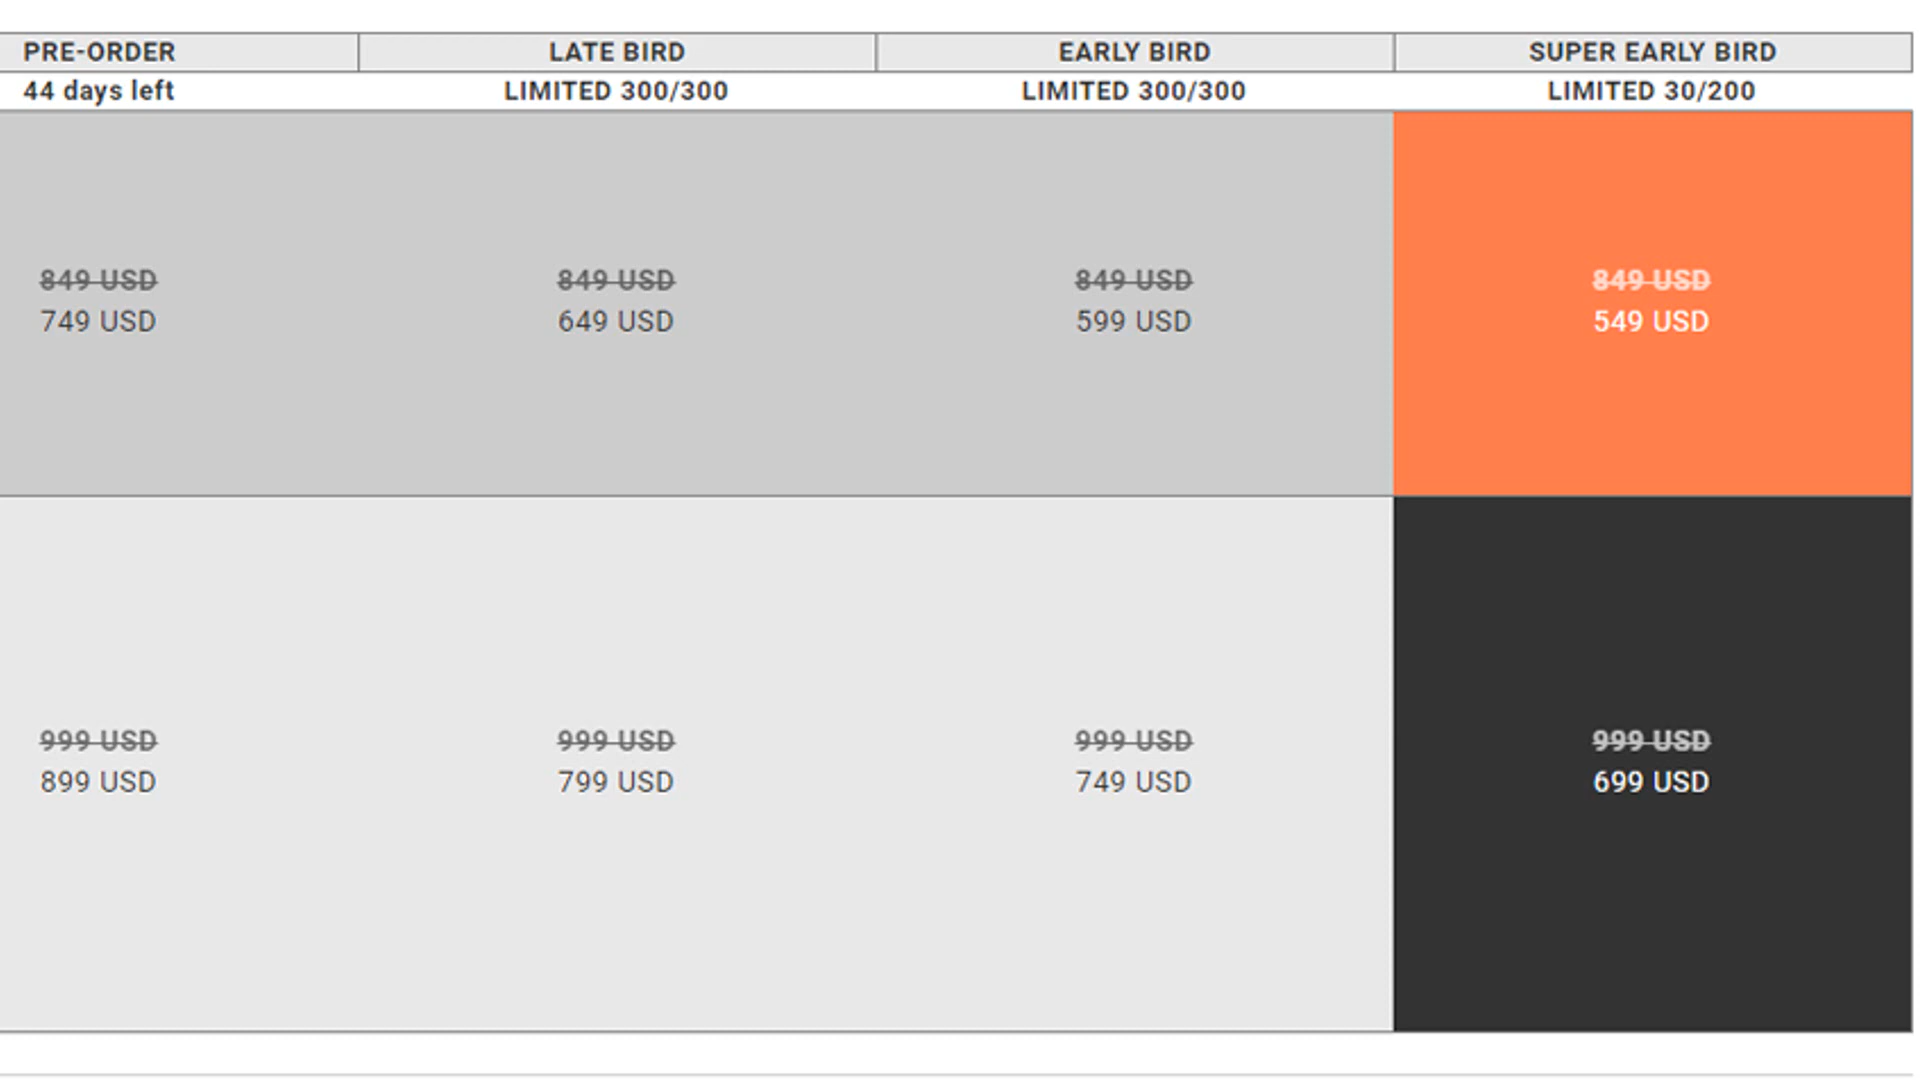 PRE-ORDER LATE BIRD EARLY BIRD SUPER EARLY BIRD
44 days left LIMITED 300/300 LIMITED 300/300 LIMITED 30/200
849 USD 849 USD 849 USD 849 USD
749 USD 649 USD 599 USD 549 USD
999 USD 999 USD 999 USD 999 USD
899 USD 799 USD 749 USD 699 USD